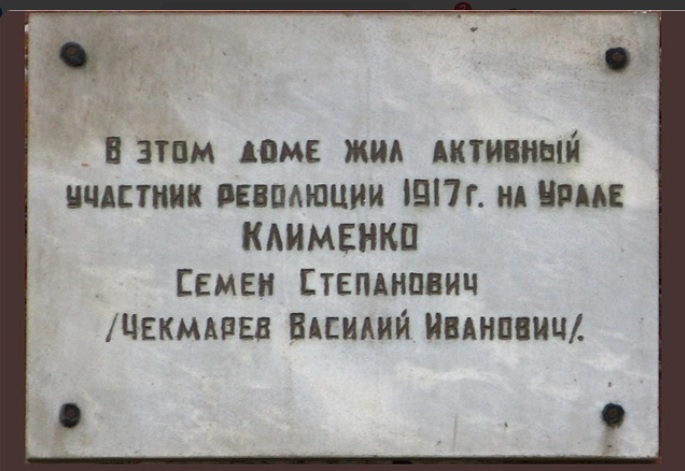 В этом доме жил активный
участник революции 1917г. на Урале
КЛИМЕНКО
Семен Степанович
/Чекмарев Василий Иванович/.